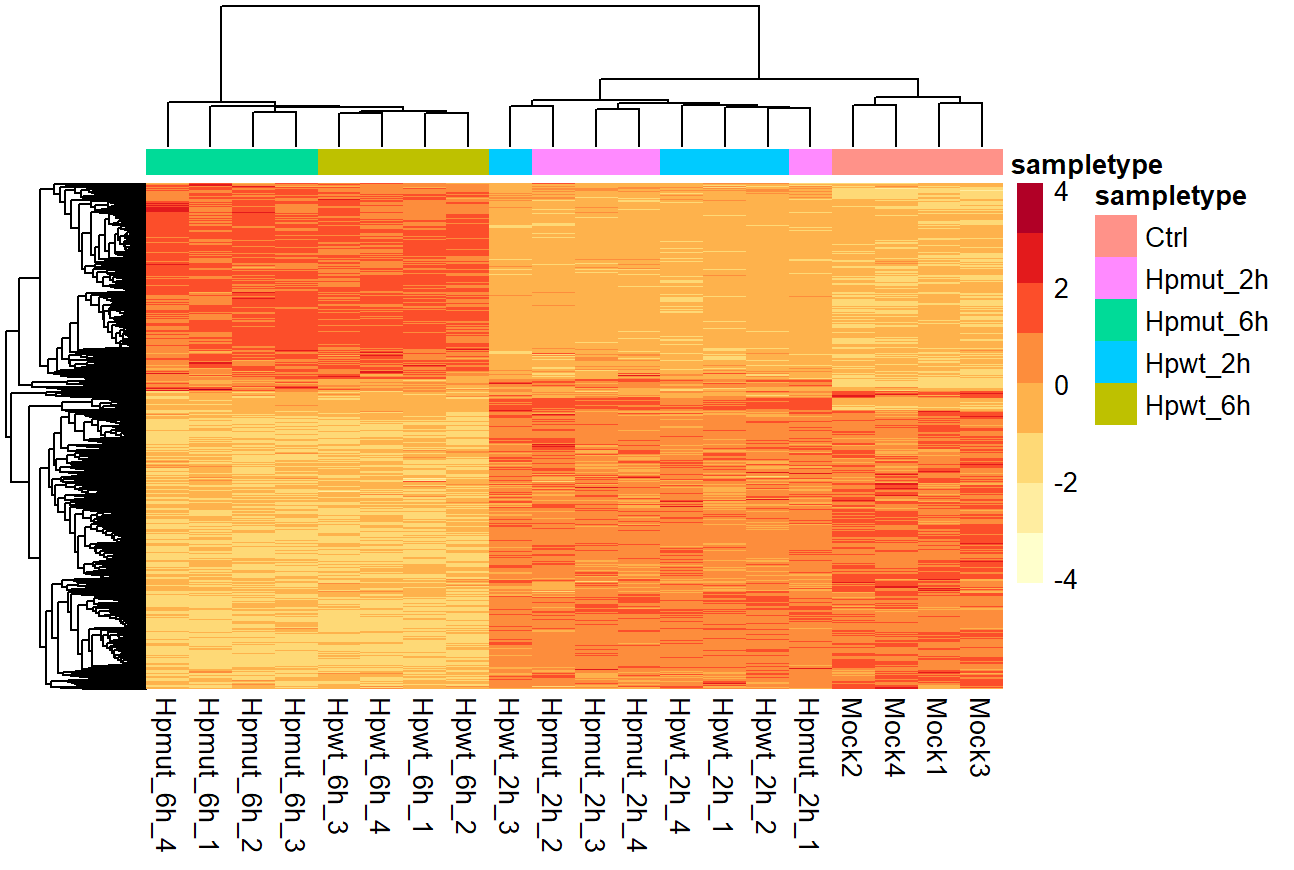 sampletype
4
2
0
-2
-4
sampletype
Ctrl
Hpmut_2h
Hpmut_6h
Hpwt_2h
Hpwt_6h
Hpmut_6h_4
Hpmut_6h_1
Hpmut_6h_2
Hpmut_6h_3
Hpwt_6h_3
Hpwt_6h_4
Hpwt_6h_1
Hpwt_6h_2
Hpwt_2h_3
Hpmut_2h_2
Hpmut_2h_3
Hpmut_2h_4
Hpwt_2h_4
Hpwt_2h_1
Hpwt_2h_2
Hpmut_2h_1
Mock2
Mock4
Mock1
Mock3